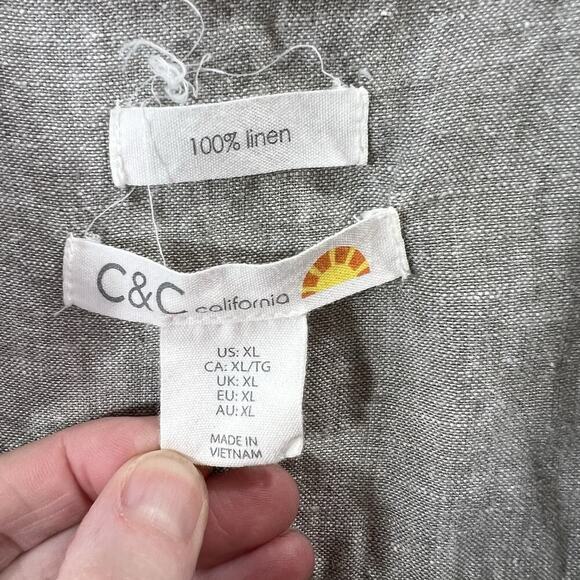 100% linen
C&C california
US: XL
CA: XL/TG
UK: XL
EU: XL
AU: XL
MADE IN
VIETNAM